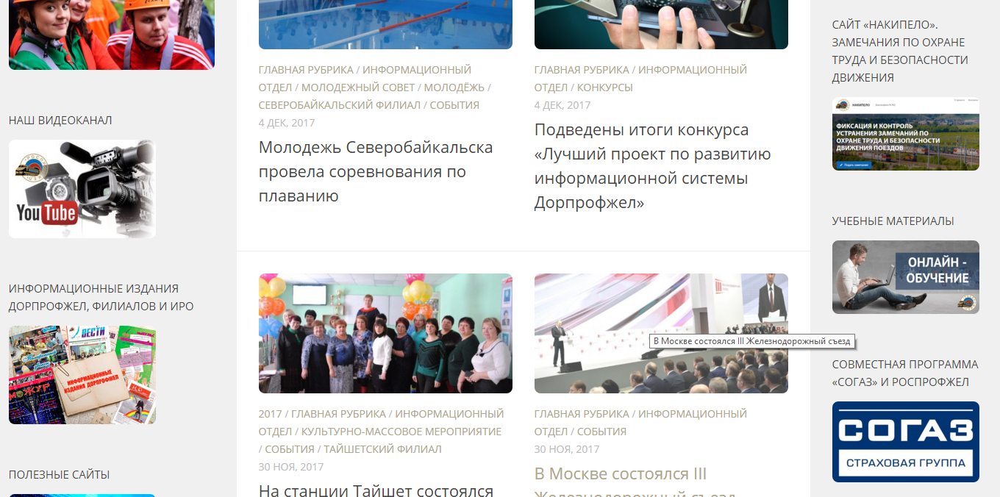 НАШ ВИДЕОКАНАЛ
You Tube
ИНФОРМАЦИОННЫЕ ИЗДАНИЯ
ДОРПРОФЖЕЛ, ФИЛИАЛОВ И ИРО
ВЕСТИ
ИНФОРМАЦИОННЫЕ
ИЗДАНИЯ ДОРПРОФЖЕЛ
ПОЛЕЗНЫЕ САЙТЫ
ГЛАВНАЯ РУБРИКА / ИНФОРМАЦИОННЫЙ
ОТДЕЛ / МОЛОДЕЖНЫЙ СОВЕТ / МОЛОДЁЖЬ /
СЕВЕРОБАЙКАЛЬСКИЙ ФИЛИАЛ / СОБЫТИЯ
4 ДЕК, 2017
Молодежь Северобайкальска
провела соревнования по
плаванию
ГЛАВНАЯ РУБРИКА / ИНФОРМАЦИОННЫЙ
ОТДЕЛ / КОНКУРСЫ
4 ДЕК, 2017
Подведены итоги конкурса
«Лучший проект по развитию
информационной системы
Дорпрофжел»
2017 / ГЛАВНАЯ РУБРИКА / ИНФОРМАЦИОННЫЙ
ОТДЕЛ / КУЛЬТУРНО-МАССОВОЕ МЕРОПРИЯТИЕ
/ СОБЫТИЯ / ТАЙШЕТСКИЙ ФИЛИАЛ
30 НОЯ, 2017
На станции Тайшет состоялся
В Москве состоялся III Железнодорожный съезд
ГЛАВНАЯ РУБРИКА / ИНФОРМАЦИОННЫЙ
ОТДЕЛ / СОБЫТИЯ
30 НОЯ, 2017
В Москве состоялся III
Железнодорожный съезд
САЙТ «НАКИПЕЛО».
ЗАМЕЧАНИЯ ПО ОХРАНЕ
ТРУДА И БЕЗОПАСНОСТИ
ДВИЖЕНИЯ
НАКИПЕЛО
ФИКСАЦИЯ И КОНТРОЛЬ
УСТРАНЕНИЯ ЗАМЕЧАНИЙ ПО
ОХРАНЕ ТРУДА И БЕЗОПАСНОСТИ
ДВИЖЕНИЯ ПОЕЗДОВ
Подать замечание
УЧЕБНЫЕ МАТЕРИАЛЫ
ОНЛАЙН -
ОБУЧЕНИЕ
СОВМЕСТНАЯ ПРОГРАММА
«СОГАЗ» И РОСПРОФЖЕЛ
СОГАЗ
СТРАХОВАЯ ГРУППА